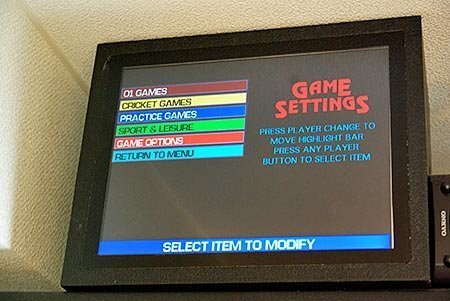 01 GAMES
CRICKET GAMES
PRACTICE GAMES
SPORT & LEISURE
GAME OPTIONS
RETURN TO MENU
GAME
SETTINGS
PRESS PLAYER CHANGE TO
MOVE HIGHLIGHT BAR
PRESS ANY PLAYER
BUTTON TO SELECT ITEM
SELECT ITEM TO MODIFY
ONKYO